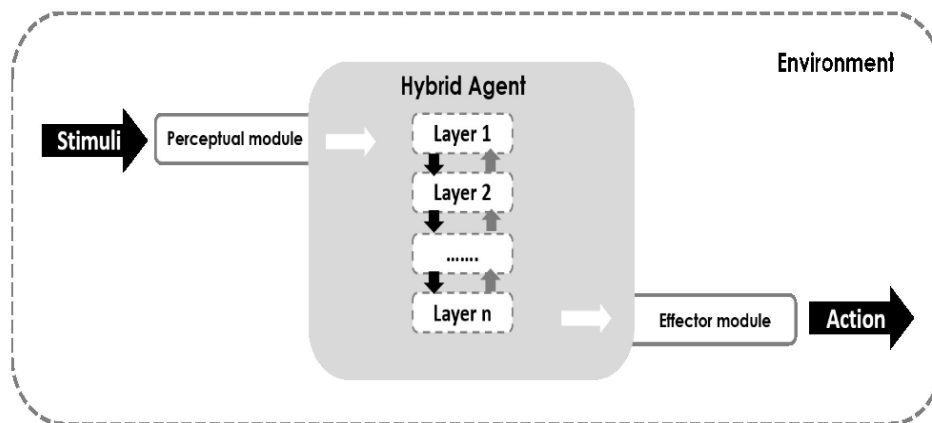 Environment
Hybrid Agent
Stimuli
Perceptual module
Layer 1
Layer 2
.......
Layer n
Effector module
Action